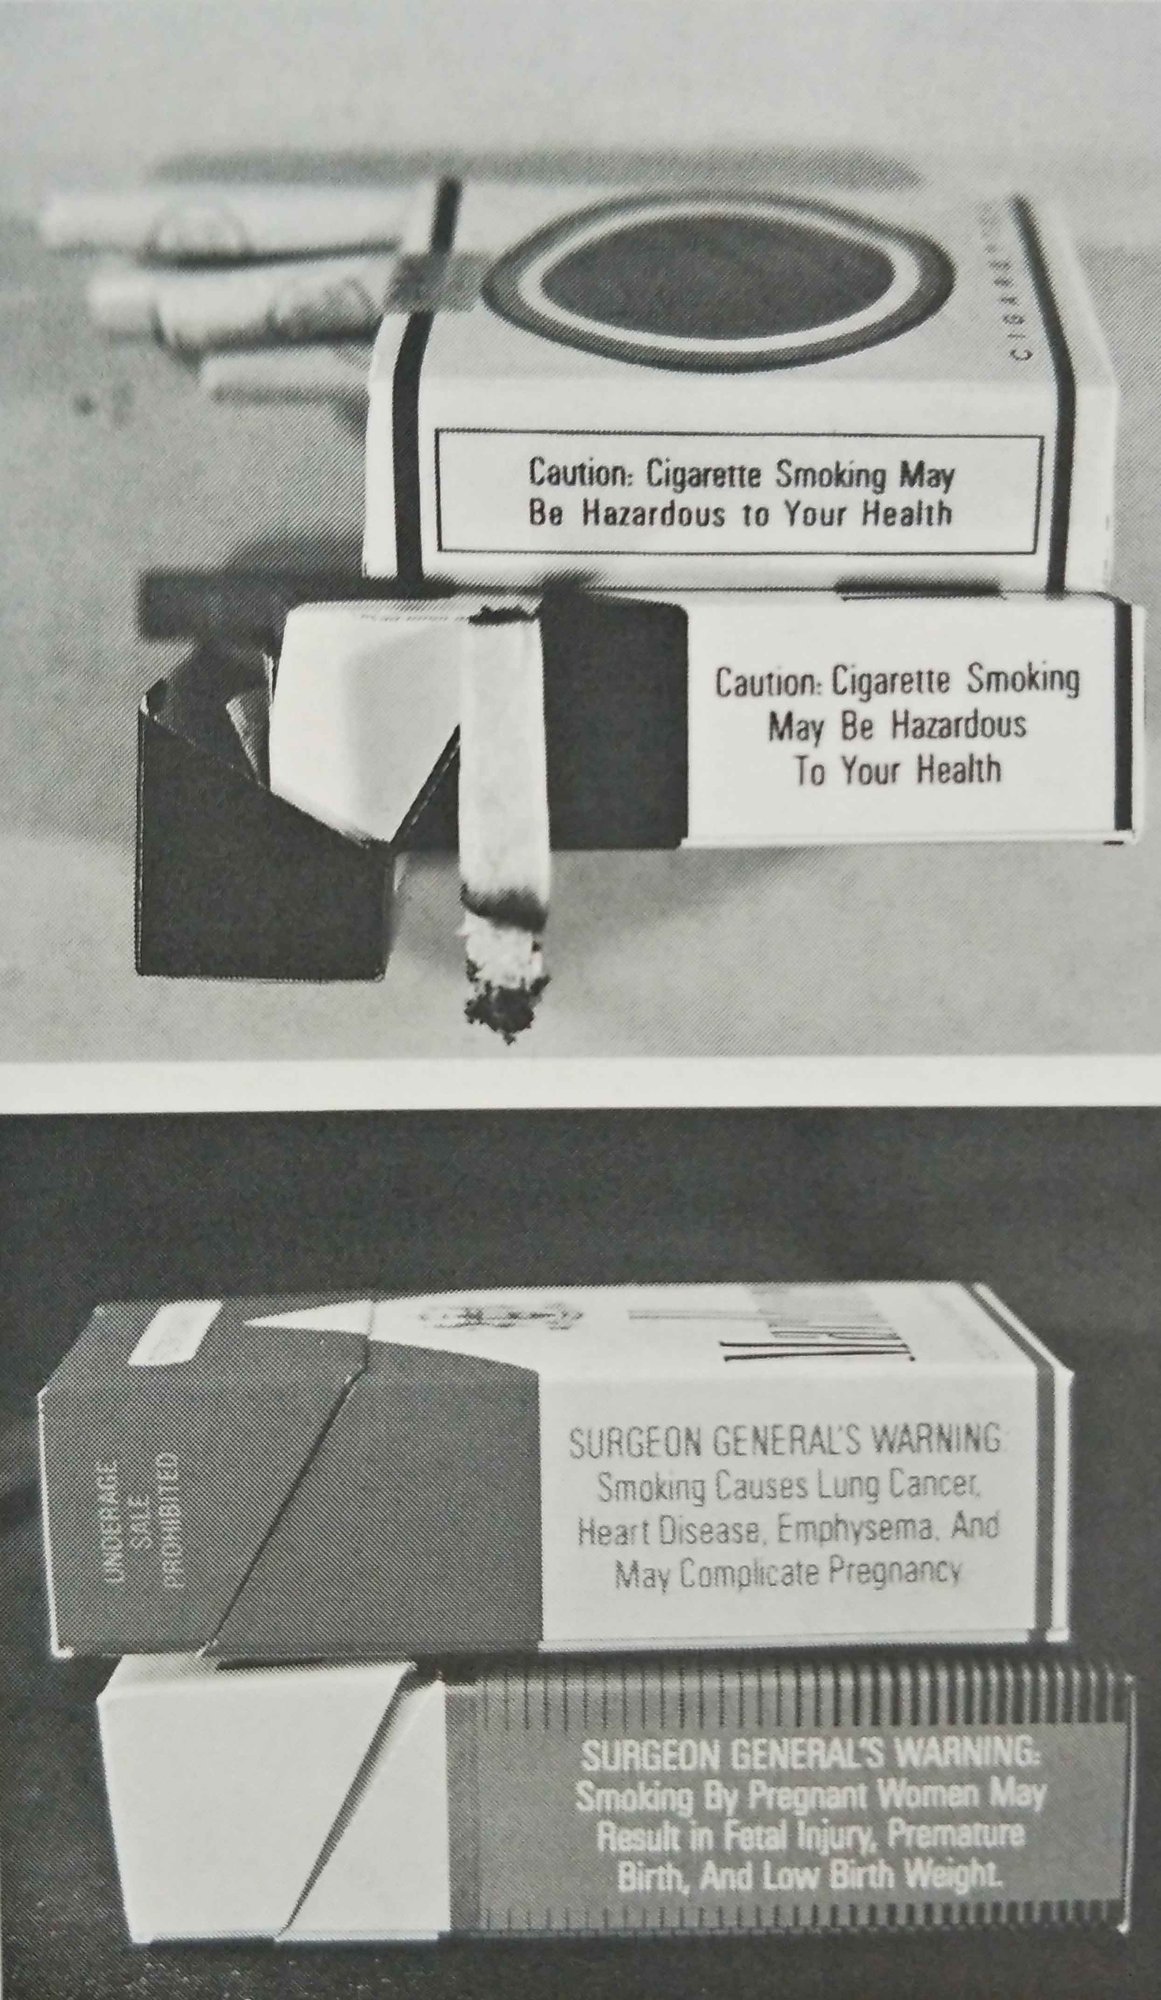 CIGARETTES
Caution: Cigarette Smoking May
Be Hazardous to Your Health
Caution: Cigarette Smoking
May Be Hazardous
To Your Health
UNDERAGE
SALE
PROHIBITED
SURGEON GENERAL'S WARNING
Smoking Causes Lung Cancer,
Heart Disease, Emphysema, And
May Complicate Pregnancy
SURGEON GENERAL'S WARNING:
Smoking By Pregnant Women May
Result in Fetal Injury, Premature
Birth, And Low Birth Weight.